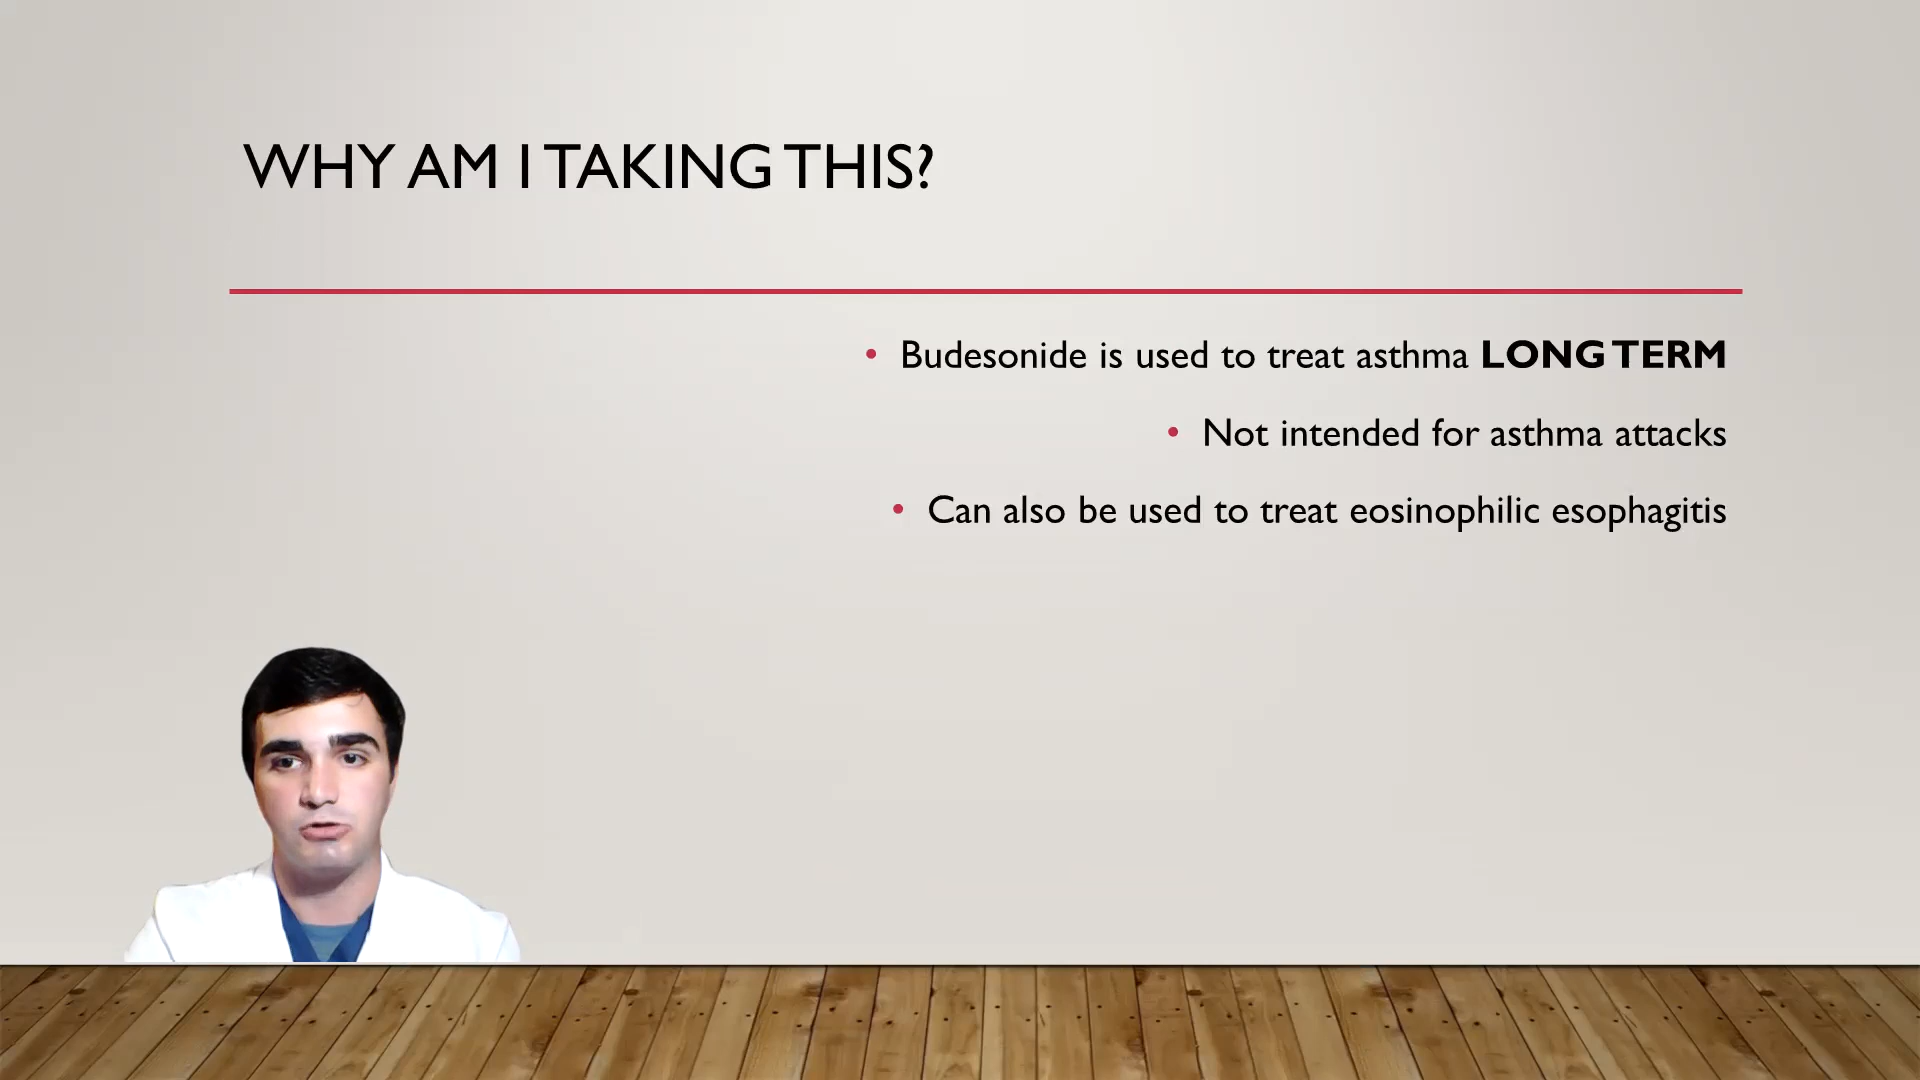 WHY AM I TAKING THIS?
• Budesonide is used to treat asthma LONG TERM
• Not intended for asthma attacks
• Can also be used to treat eosinophilic esophagitis